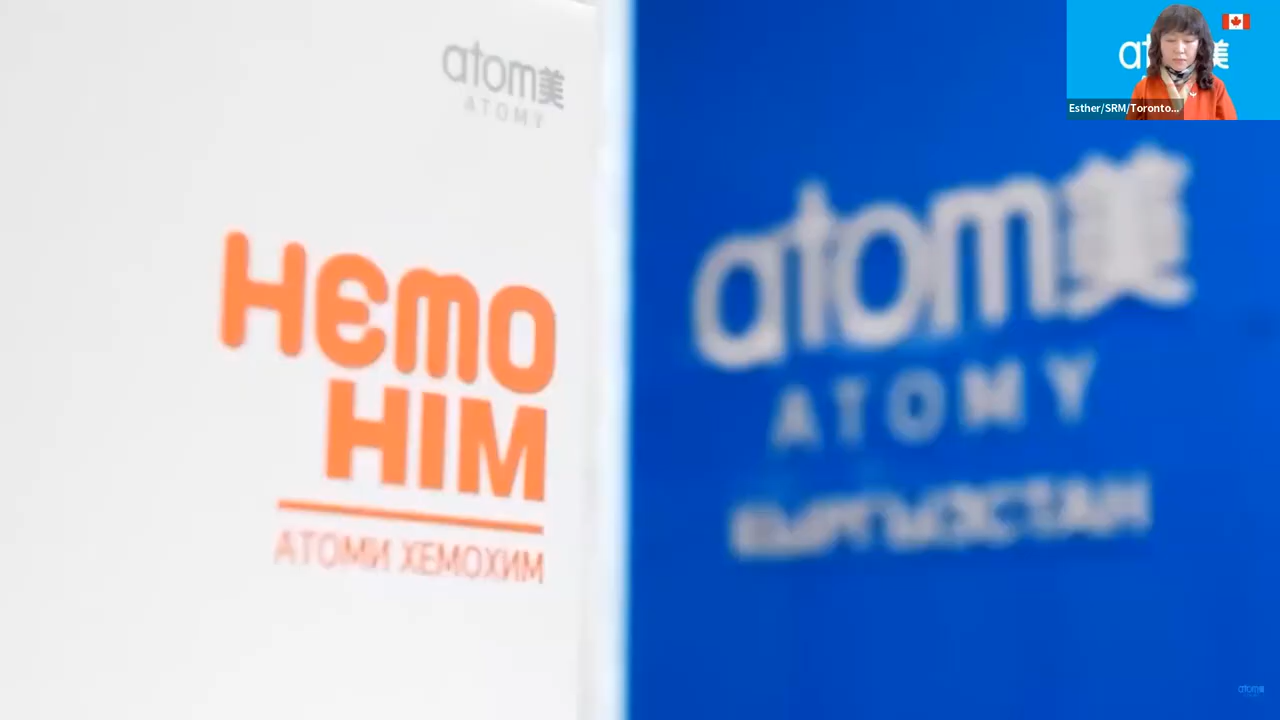 atom美
ATOMY
HEMO
HIM
АТОМИ ХЕМОХИМ
atom美
ATOMY
КЫРГЫЗСТАН
Esther/SRM/Toronto...
atom美